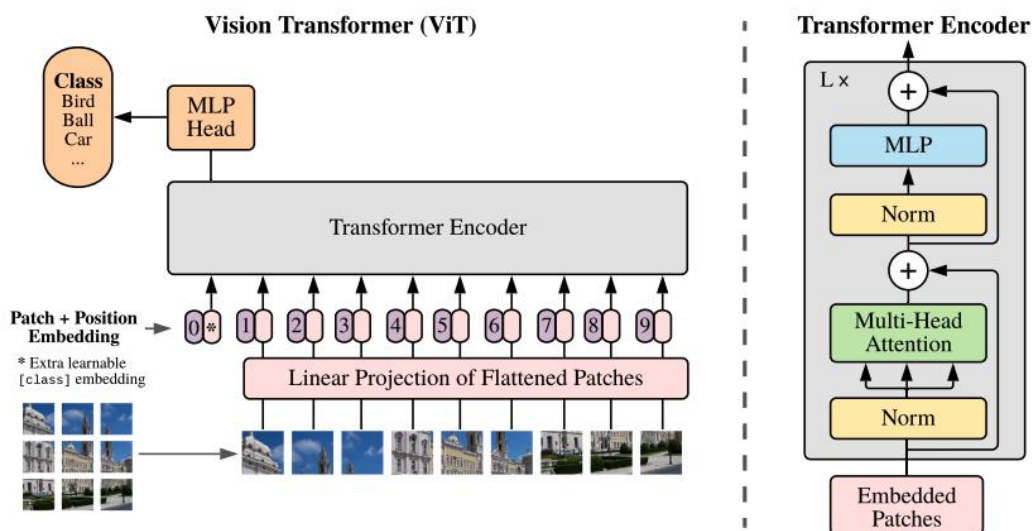 Vision Transformer (ViT)
Class
Bird
Ball
Car
...
MLP
Head
Transformer Encoder
Patch + Position
Embedding
0 * 1 2 3 4 5 6 7 8 9
* Extra learnable
[class] embedding
Linear Projection of Flattened Patches
Transformer Encoder
L x
+
MLP
Norm
+
Multi-Head
Attention
Norm
Embedded
Patches